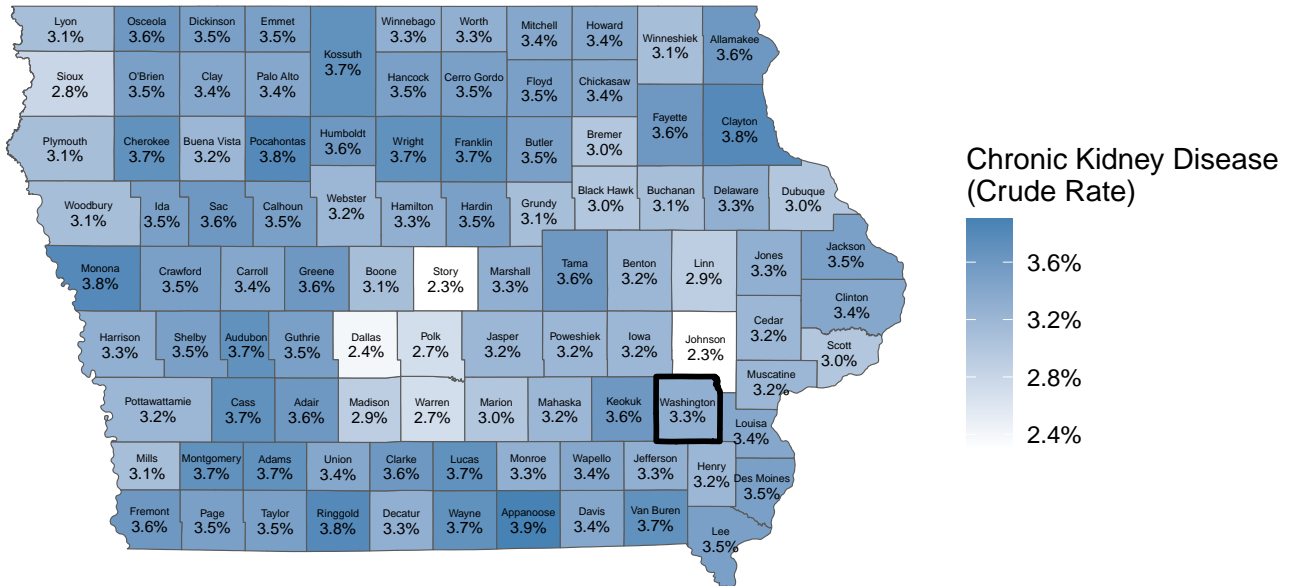 Lyon
3.1%
Osceola
3.6%
Dickinson
3.5%
Emmet
3.5%
Kossuth
3.7%
Winnebago
3.3%
Worth
3.3%
Mitchell
3.4%
Howard
3.4%
Winneshiek
3.1%
Allamakee
3.6%
Sioux
2.8%
O'Brien
3.5%
Clay
3.4%
Palo Alto
3.4%
Hancock
3.5%
Cerro Gordo
3.5%
Floyd
3.5%
Chickasaw
3.4%
Fayette
3.6%
Clayton
3.8%
Plymouth
3.1%
Cherokee
3.7%
Buena Vista
3.2%
Pocahontas
3.8%
Humboldt
3.6%
Wright
3.7%
Franklin
3.7%
Butler
3.5%
Bremer
3.0%
Woodbury
3.1%
Ida
3.5%
Sac
3.6%
Calhoun
3.5%
Webster
3.2%
Hamilton
3.3%
Hardin
3.5%
Grundy
3.1%
Black Hawk
3.0%
Buchanan
3.1%
Delaware
3.3%
Dubuque
3.0%
Monona
3.8%
Crawford
3.5%
Carroll
3.4%
Greene
3.6%
Boone
3.1%
Story
2.3%
Marshall
3.3%
Tama
3.6%
Benton
3.2%
Linn
2.9%
Jones
3.3%
Jackson
3.5%
Clinton
3.4%
Harrison
3.3%
Shelby
3.5%
Audubon
3.7%
Guthrie
3.5%
Dallas
2.4%
Polk
2.7%
Jasper
3.2%
Poweshiek
3.2%
Iowa
3.2%
Johnson
2.3%
Cedar
3.2%
Scott
3.0%
Muscatine
3.2%
Pottawattamie
3.2%
Cass
3.7%
Adair
3.6%
Madison
2.9%
Warren
2.7%
Marion
3.0%
Mahaska
3.2%
Keokuk
3.6%
Washington
3.3%
Louisa
3.4%
Mills
3.1%
Montgomery
3.7%
Adams
3.7%
Union
3.4%
Clarke
3.6%
Lucas
3.7%
Monroe
3.3%
Wapello
3.4%
Jefferson
3.3%
Henry
3.2%
Des Moines
3.5%
Fremont
3.6%
Page
3.5%
Taylor
3.5%
Ringgold
3.8%
Decatur
3.3%
Wayne
3.7%
Appanoose
3.9%
Davis
3.4%
Van Buren
3.7%
Lee
3.5%
Chronic Kidney Disease
(Crude Rate)
3.6%
3.2%
2.8%
2.4%